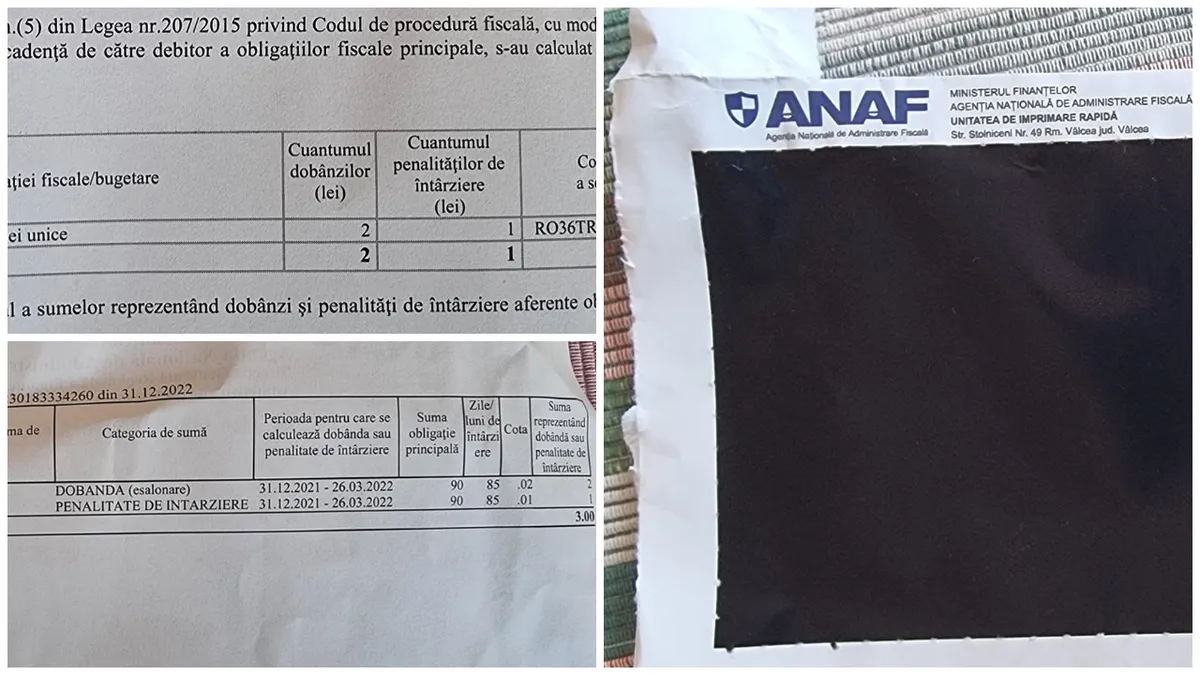 .(5) din Legea nr.207/2015 privind Codul de procedură fiscală, cu mod
cadență de către debitor a obligațiilor fiscale principale, s-au calculat
ației fiscale/bugetare
Cuantumul
dobânzilor
(lei)
Cuantumul
penalităților de
întârziere
(lei)
Co
a s
ei unice 2 1 RO36TR
2 1
l a sumelor reprezentând dobânzi și penalități de întârziere aferente ob
30183334260 din 31.12.2022
ma de
Categoria de sumă
Perioada pentru care se
calculează dobânda sau
penalitate de întârziere
Suma
obligație
principală
Zile/
luni de
întârzi
ere
Cota
Suma
reprezentând
dobândă sau
penalitate de
întârziere
DOBANDA (esalonare) 31.12.2021 - 26.03.2022 90 85 .02 2
PENALITATE DE INTARZIERE 31.12.2021 - 26.03.2022 90 85 .01 1
3.00
ANAF
Agenția Națională de Administrare Fiscală
MINISTERUL FINANȚELOR
AGENȚIA NAȚIONALĂ DE ADMINISTRARE FISCALĂ
UNITATEA DE IMPRIMARE RAPIDĂ
Str. Stolniceni Nr. 49 Rm. Vâlcea jud. Vâlcea